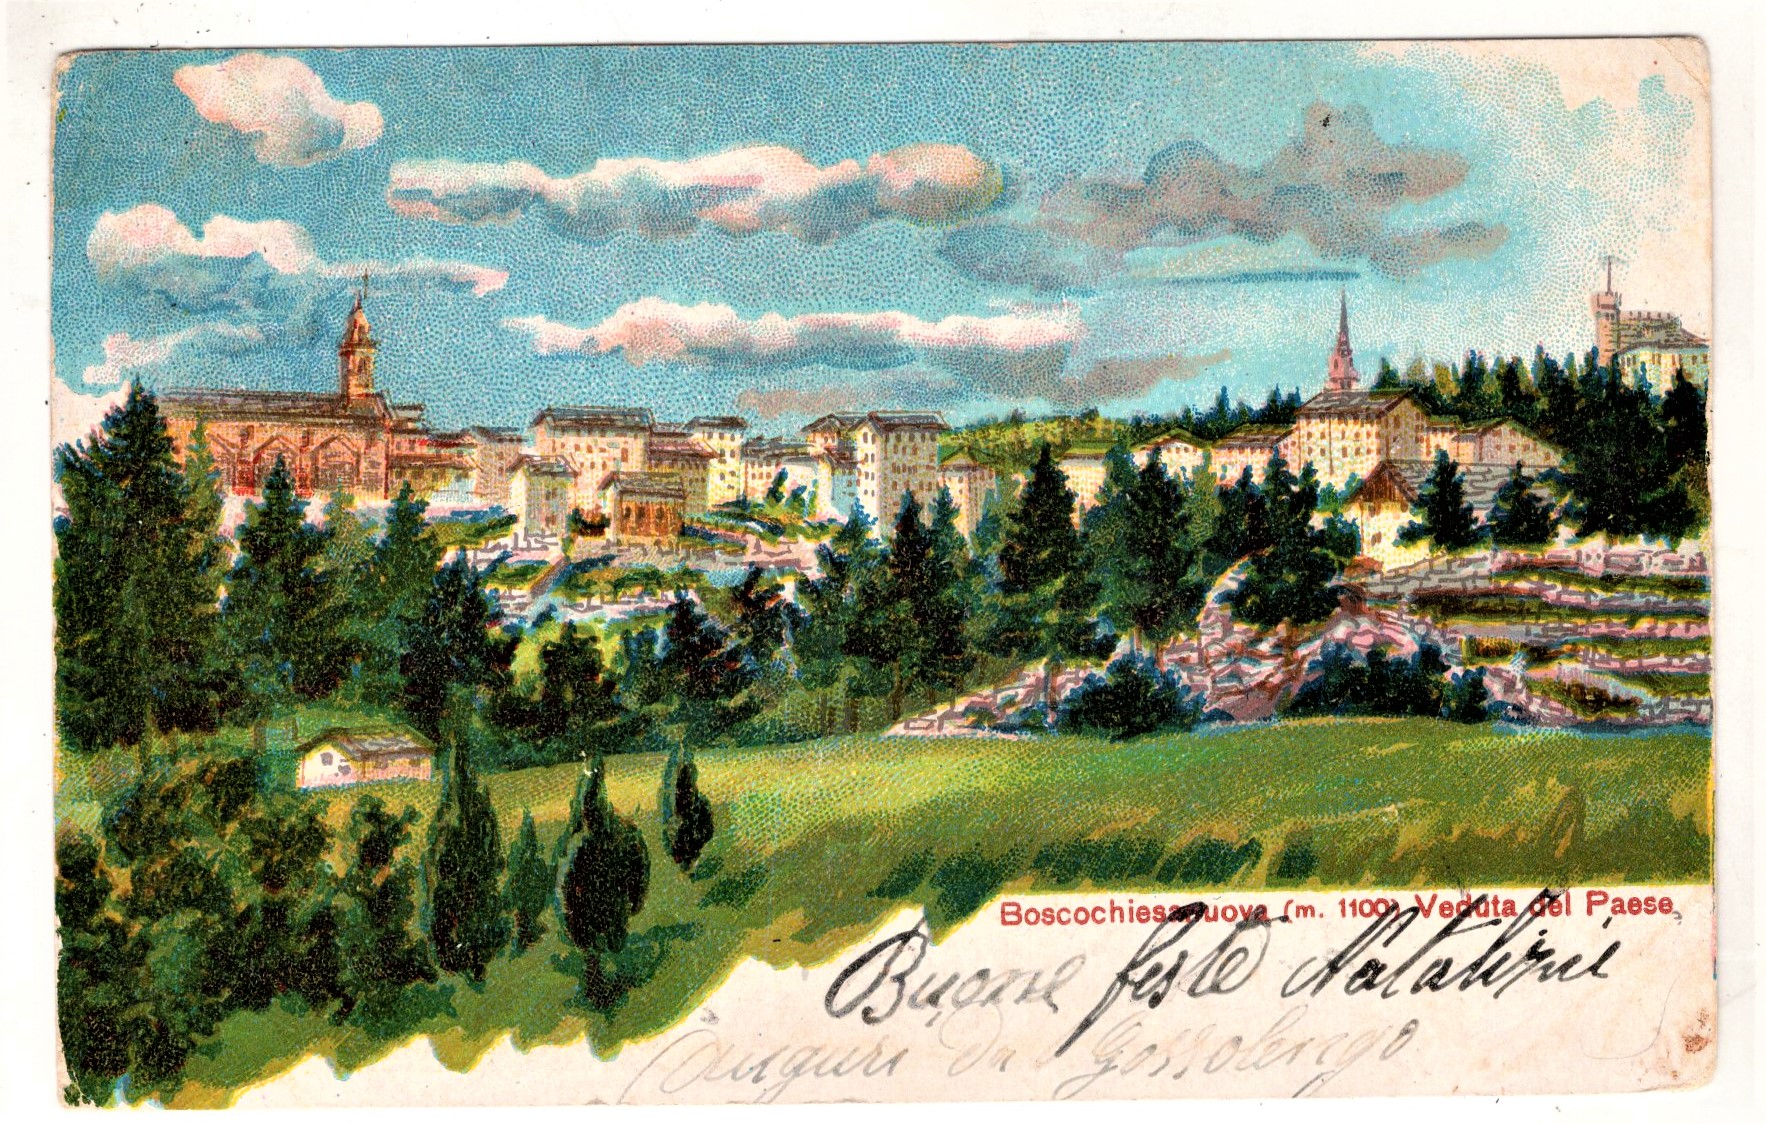 Boscochiesanuova (m. 1100) Veduta del Paese.
Buone feste Natalizie
Auguri da Gossolengo